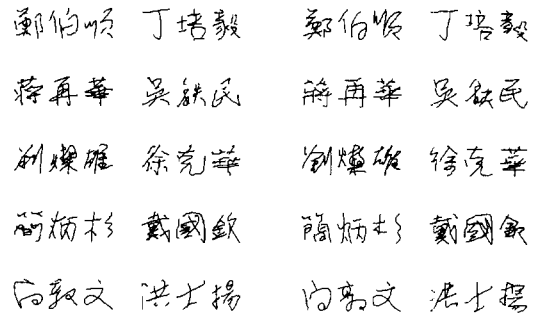 鄭伯順 丁培毅 鄭伯順 丁培毅
蔣再華 吳鉄民 蔣再華 吳鉄民
劉燦雄 徐克華 劉燦雄 徐克華
簡炳杉 戴國欽 簡炳杉 戴國欽
向敦文 洪士揚 向敦文 洪士揚